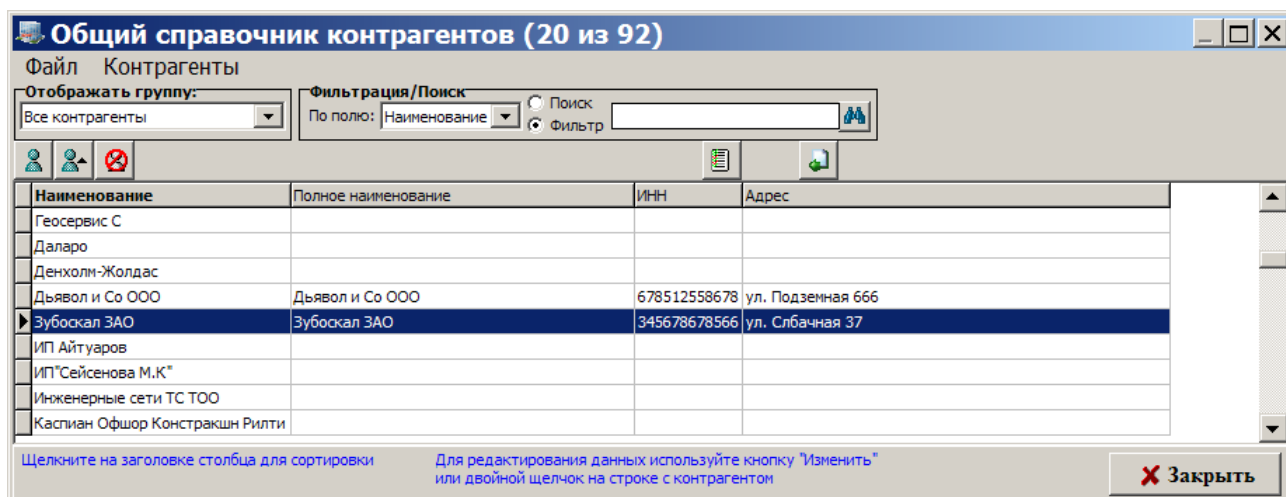 Общий справочник контрагентов (20 из 92)
Файл Контрагенты
Отображать группу: Фильтрация/Поиск
Все контрагенты По полю: Наименование Поиск
Фильтр
Наименование Полное наименование ИНН Адрес
Геосервис С
Даларо
Денхолм-Жолдас
Дьявол и Со ООО Дьявол и Со ООО 678512558678 ул. Подземная 666
Зубоскал ЗАО Зубоскал ЗАО 345678678566 ул. Слбачная 37
ИП Айтуаров
ИП"Сейсенова М.К"
Инженерные сети ТС ТОО
Каспиан Офшор Констракшн Рилти
Щелкните на заголовке столбца для сортировки Для редактирования данных используйте кнопку "Изменить"
или двойной щелчок на строке с контрагентом
Закрыть